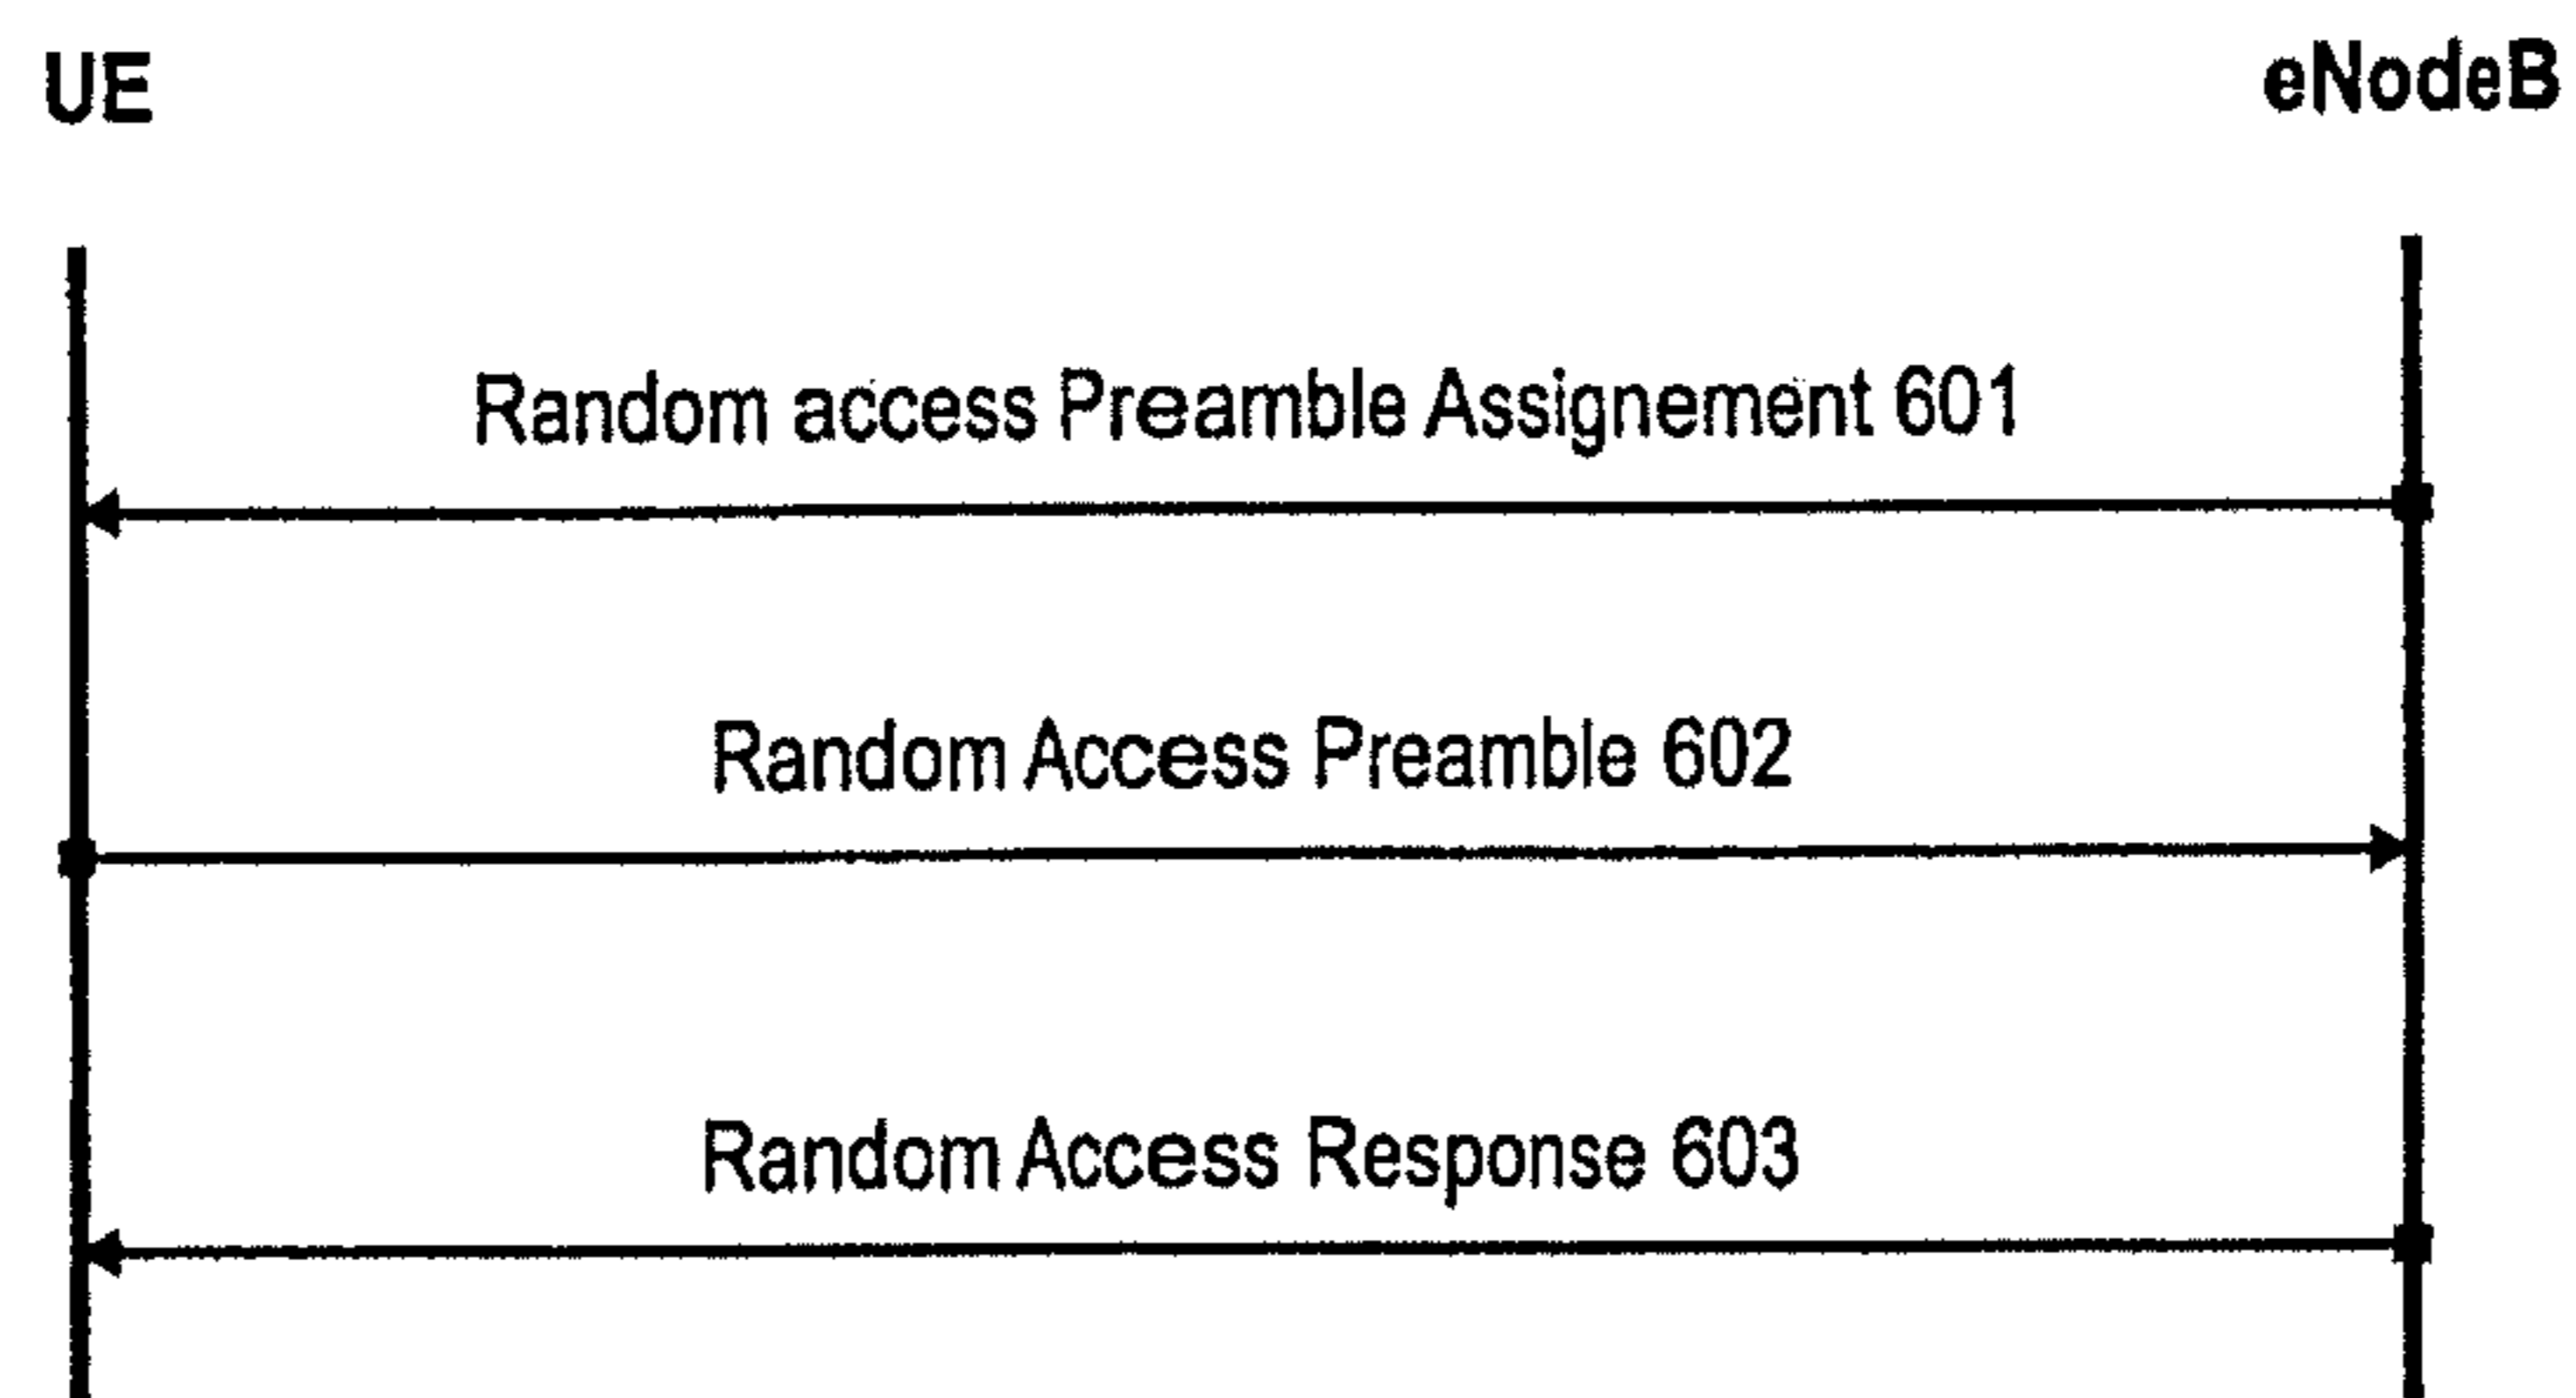 UE eNodeB
Random access Preamble Assignement 601
Random Access Preamble 602
Random Access Response 603